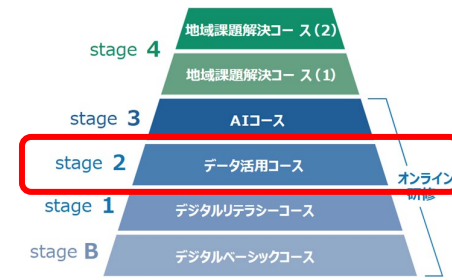 地域課題解決コース(2)
stage 4
地域課題解決コース(1)
stage 3
AIコース
stage 2
データ活用コース
オンライン
研修
stage 1
デジタルリテラシーコース
stage B
デジタルベーシックコース